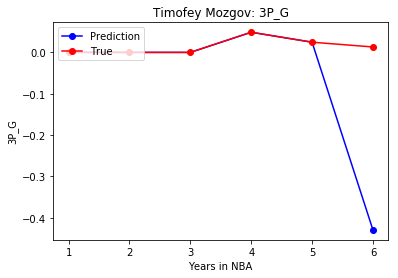 Timofey Mozgov: 3P_G
Prediction
True
0.0
−0.1
−0.2
−0.3
−0.4
3P_G
1 2 3 4 5 6
Years in NBA